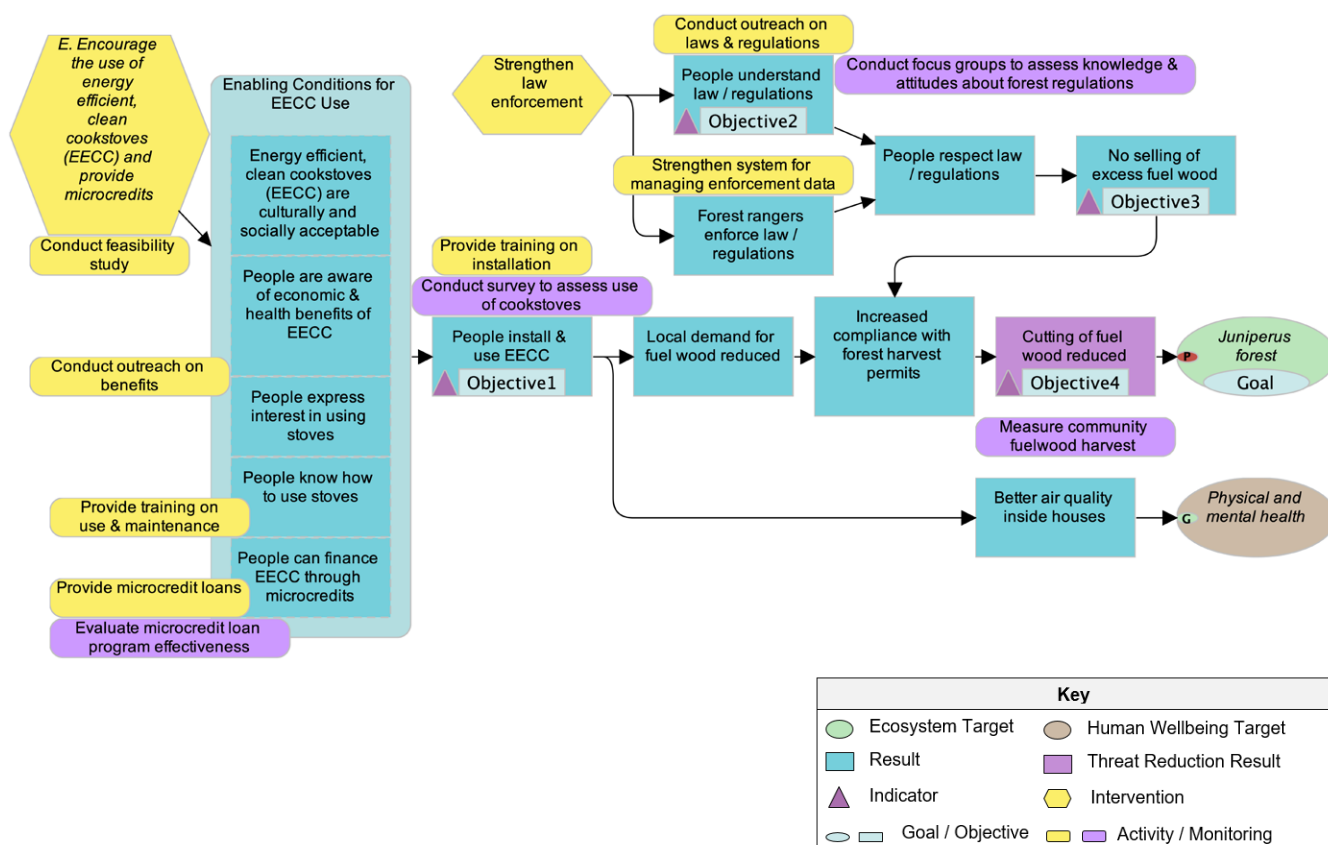 E. Encourage
the use of
energy
efficient,
clean
cookstoves
(EECC) and
provide
microcredits
Conduct feasibility
study
Enabling Conditions for
EECC Use
Energy efficient,
clean cookstoves
(EECC) are
culturally and
socially acceptable
People are aware
of economic &
health benefits of
EECC
Conduct outreach on
benefits
People express
interest in using
stoves
People know how
to use stoves
Provide training on
use & maintenance
People can finance
EECC through
microcredits
Provide microcredit loans
Evaluate microcredit loan
program effectiveness
Strengthen
law
enforcement
Conduct outreach on
laws & regulations
People understand
law / regulations
Objective2
Conduct focus groups to assess knowledge &
attitudes about forest regulations
Strengthen system for
managing enforcement data
Forest rangers
enforce law /
regulations
People respect law
/ regulations
No selling of
excess fuel wood
Objective3
Provide training on
installation
Conduct survey to assess use
of cookstoves
People install &
use EECC
Objective1
Local demand for
fuel wood reduced
Increased
compliance with
forest harvest
permits
Cutting of fuel
wood reduced
Objective4
P
Juniperus
forest
Goal
Measure community
fuelwood harvest
Better air quality
inside houses
G
Physical and
mental health
Key
Ecosystem Target
Human Wellbeing Target
Result
Threat Reduction Result
Indicator
Intervention
Goal / Objective
Activity / Monitoring